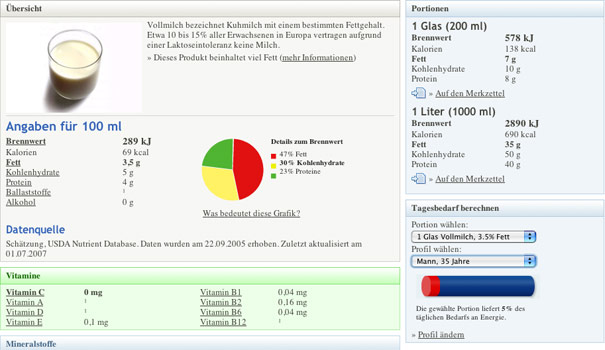 Übersicht
Vollmilch bezeichnet Kuhmilch mit einem bestimmten Fettgehalt.
Etwa 10 bis 15% aller Erwachsenen in Europa vertragen aufgrund
einer Laktoseintoleranz keine Milch.
» Dieses Produkt beinhaltet viel Fett (mehr Informationen)
Angaben für 100 ml
Brennwert 289 kJ
Kalorien 69 kcal
Fett 3,5 g
Kohlenhydrate 5 g
Protein 4 g
Ballaststoffe
Alkohol 0 g
Details zum Brennwert
47% Fett
30% Kohlenhydrate
23% Proteine
Was bedeutet diese Grafik?
Datenquelle
Schätzung, USDA Nutrient Database. Daten wurden am 22.09.2005 erhoben. Zuletzt aktualisiert am
01.07.2007
Vitamine
Vitamin C 0 mg Vitamin B1 0,04 mg
Vitamin A Vitamin B2 0,16 mg
Vitamin D Vitamin B6 0,04 mg
Vitamin E 0,1 mg Vitamin B12
Mineralstoffe
Portionen
1 Glas (200 ml)
Brennwert 578 kJ
Kalorien 138 kcal
Fett 7 g
Kohlenhydrate 10 g
Protein 8 g
» Auf den Merkzettel
1 Liter (1000 ml)
Brennwert 2890 kJ
Kalorien 690 kcal
Fett 35 g
Kohlenhydrate 50 g
Protein 40 g
» Auf den Merkzettel
Tagesbedarf berechnen
Portion wählen:
1 Glas Vollmilch, 3.5% Fett
Profil wählen:
Mann, 35 Jahre
Die gewählte Portion liefert 5% des
täglichen Bedarfs an Energie.
» Profil ändern